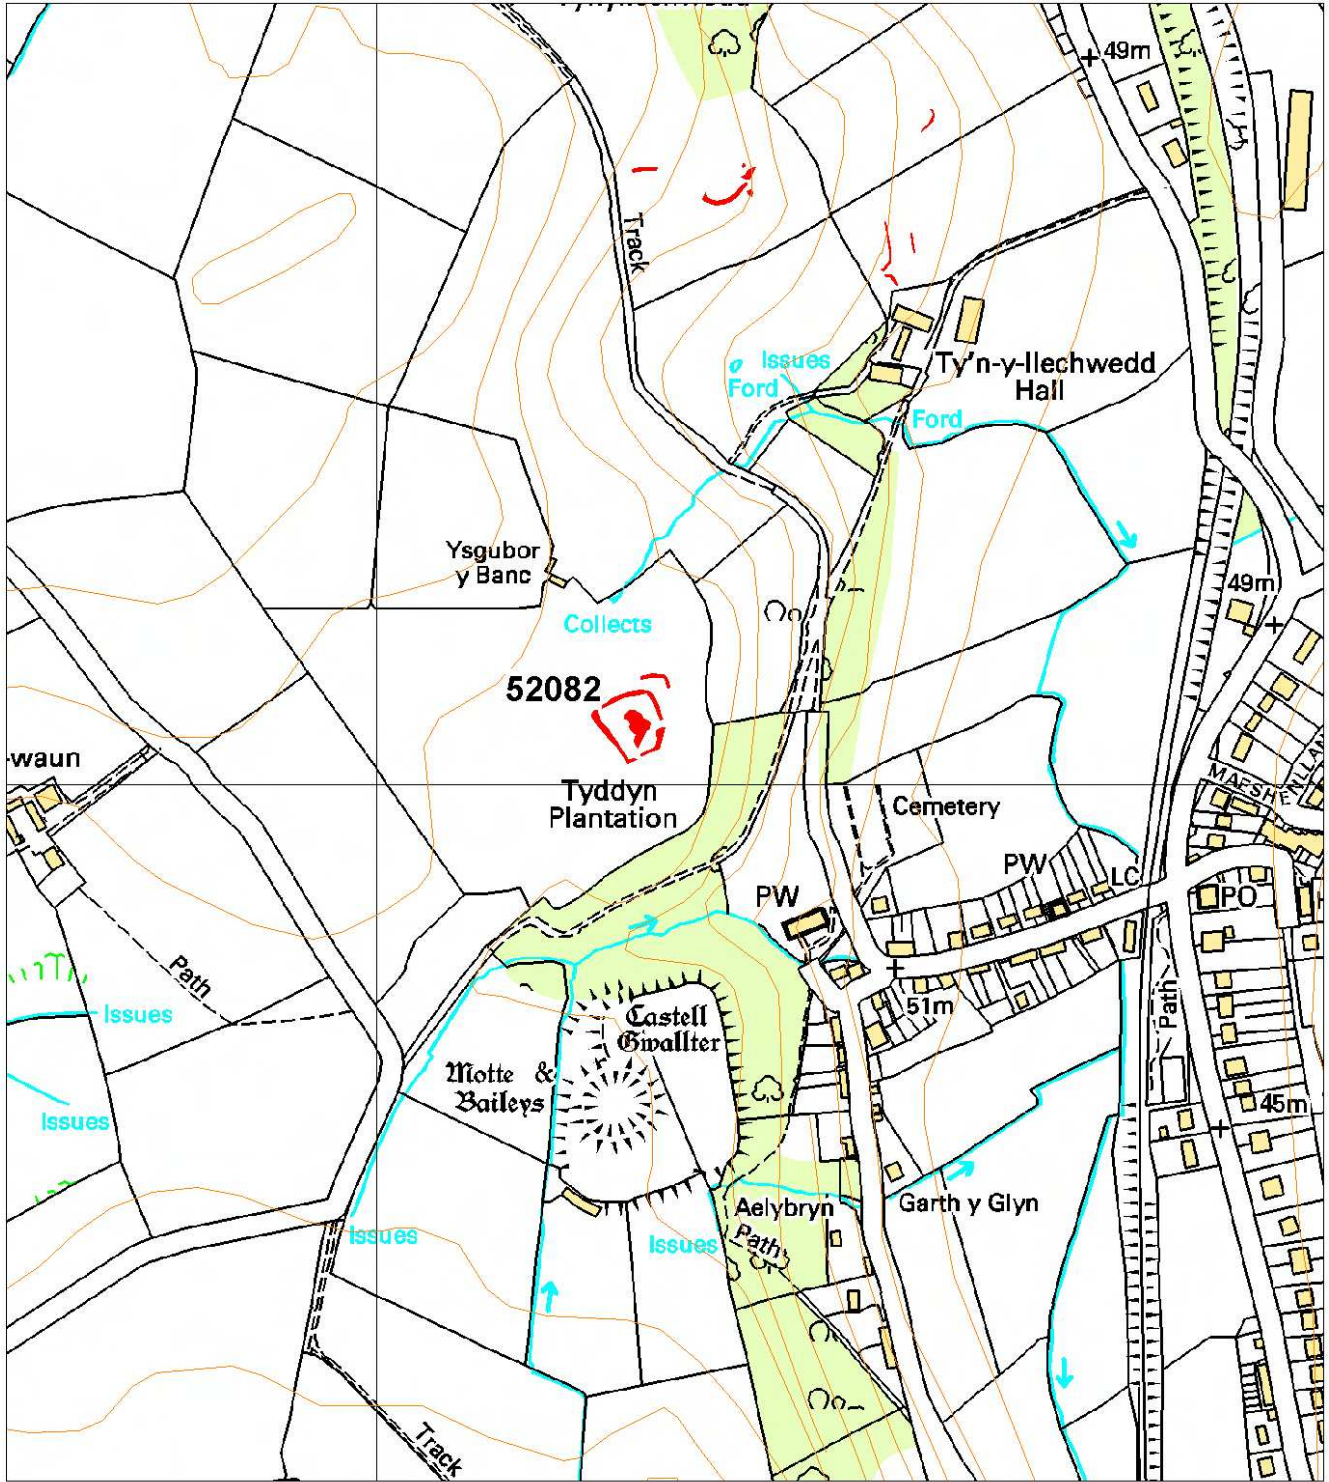 49m
Track
Issues
Ford
Ty'n-y-llechwedd
Hall
Ford
Ysgubor
y Banc
Collects
49m
52082
-waun
Tyddyn
Plantation
MAESHENLLAN
Cemetery
PW
LC
PW
PO
H
Path
Issues
Castell
Gwallter
51m
Path
Motte &
Baileys
Issues
45m
Aelybryn
Garth y Glyn
Issues
Issues
Path
Track